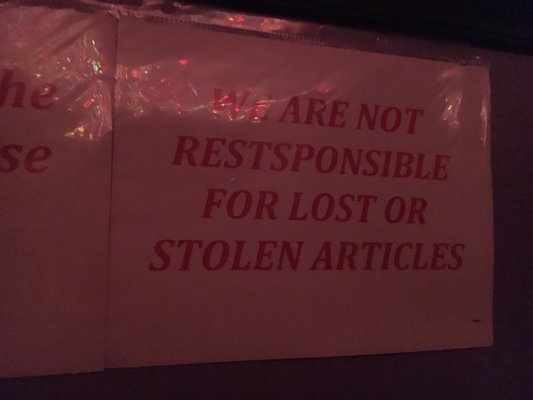 he
se
WE ARE NOT
RESTSPONSIBLE
FOR LOST OR
STOLEN ARTICLES